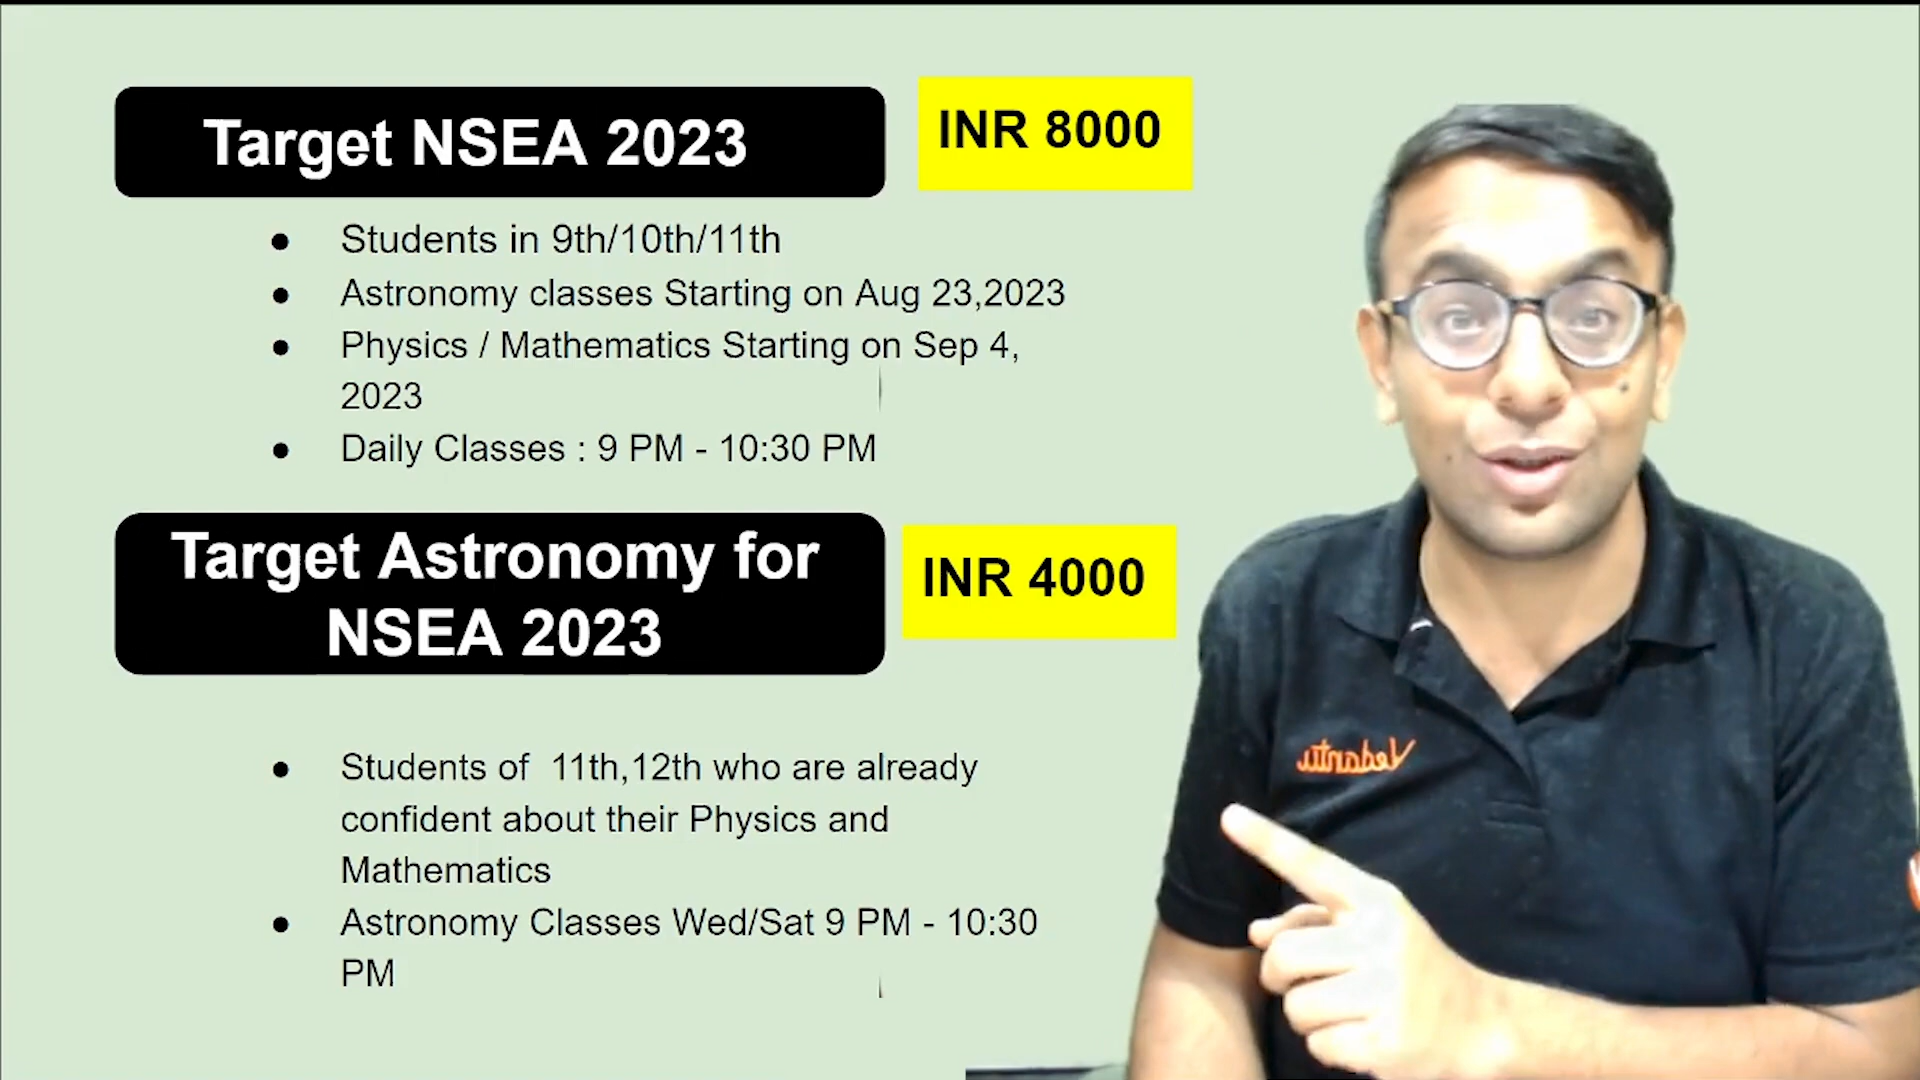 Target NSEA 2023
INR 8000
● Students in 9th/10th/11th
● Astronomy classes Starting on Aug 23,2023
● Physics / Mathematics Starting on Sep 4,
2023
● Daily Classes : 9 PM - 10:30 PM
Target Astronomy for
NSEA 2023
INR 4000
● Students of  11th,12th who are already
confident about their Physics and
Mathematics
● Astronomy Classes Wed/Sat 9 PM - 10:30
PM
Vedantu